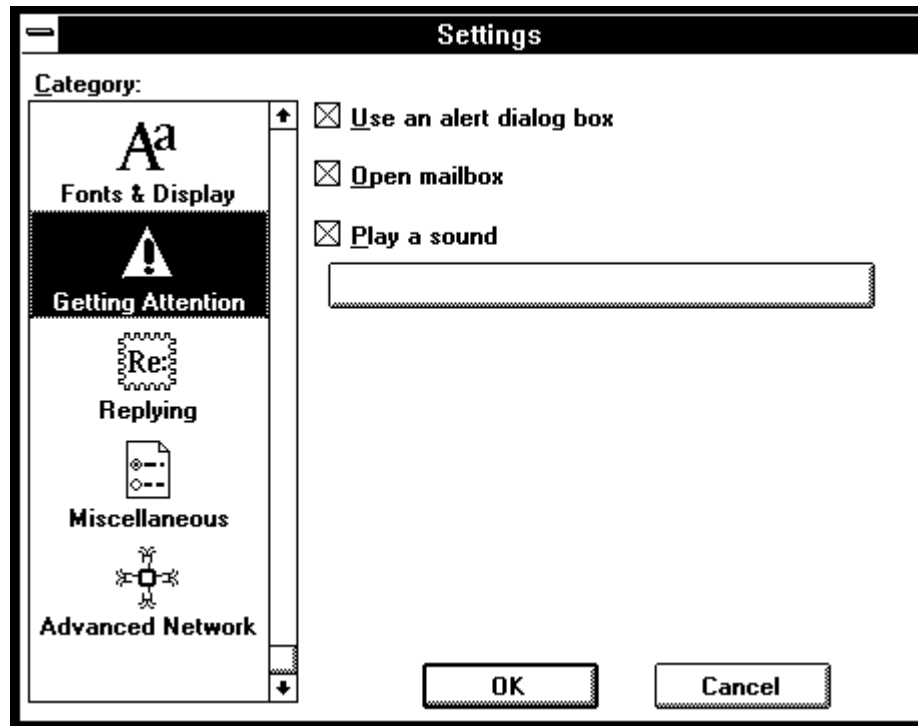 Settings
Category:
Aa
Fonts & Display
Getting Attention
Re:
Replying
Miscellaneous
Advanced Network
Use an alert dialog box
Open mailbox
Play a sound
OK
Cancel